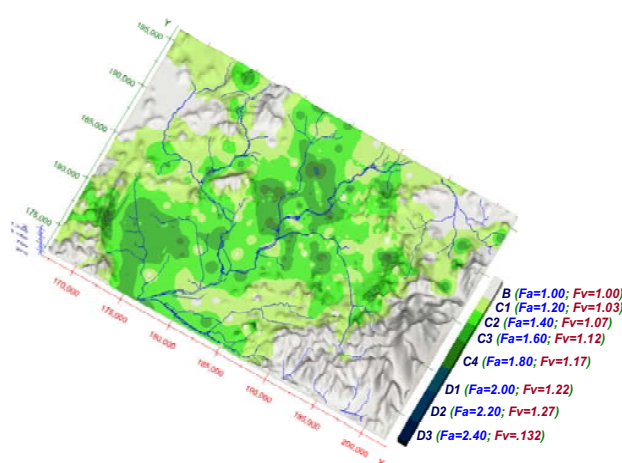 Y
195,000
190,000
185,000
180,000
175,000
170,000
175,000
180,000
185,000
190,000
195,000
200,000
X
B (Fa=1.00; Fv=1.00)
C1 (Fa=1.20; Fv=1.03)
C2 (Fa=1.40; Fv=1.07)
C3 (Fa=1.60; Fv=1.12)
C4 (Fa=1.80; Fv=1.17)
D1 (Fa=2.00; Fv=1.22)
D2 (Fa=2.20; Fv=1.27)
D3 (Fa=2.40; Fv=.132)